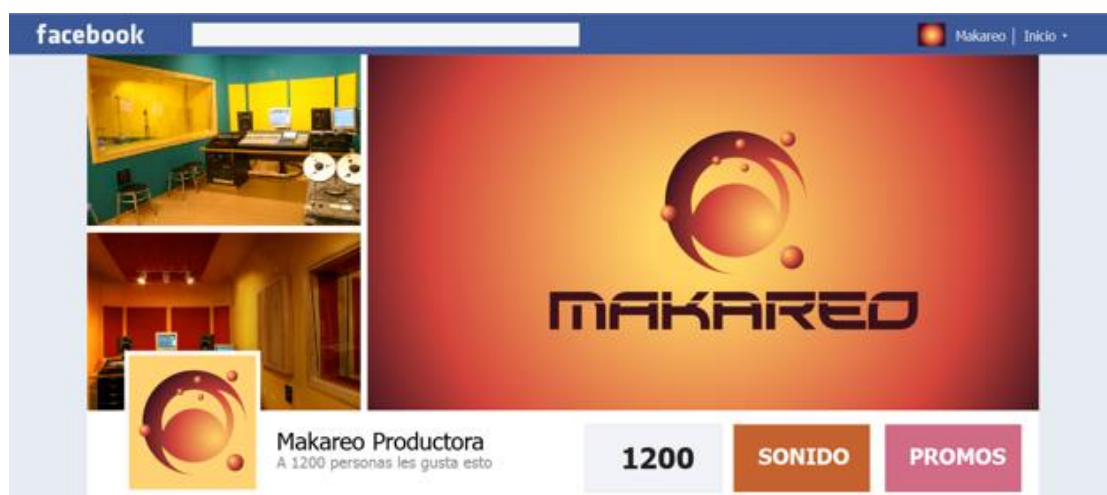 facebook
Makareo | Inicio
MAKAREO
Makareo Productora
A 1200 personas les gusta esto
1200
SONIDO
PROMOS